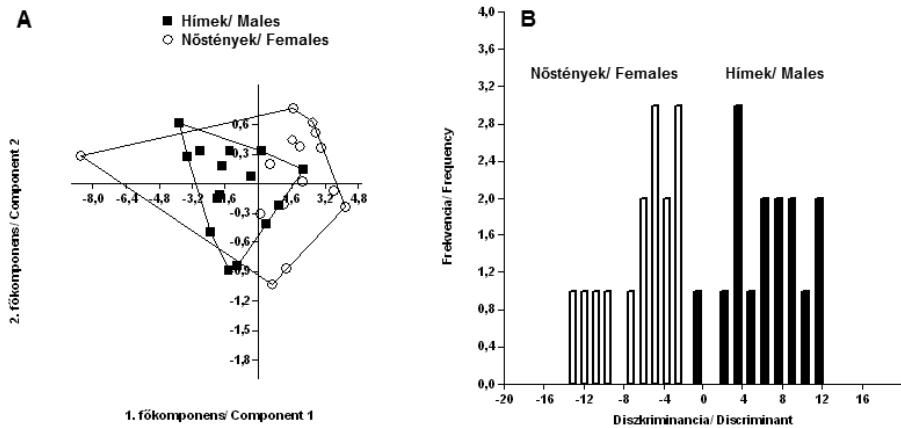 A
■ Hímek/ Males
○ Nőstények/ Females
2. főkomponens/ Component 2
0,6
0,3
-8,0 -6,4 -4,8 -3,2 -1,6 1,6 3,2 4,8
-0,3
-0,6
-0,9
-1,2
-1,5
-1,8
1. főkomponens/ Component 1
B
Nőstények/ Females Hímek/ Males
Frekvencia/ Frequency
4,0
3,6
3,2
2,8
2,4
2,0
1,6
1,2
0,8
0,4
0,0
-20 -16 -12 -8 -4 0 4 8 12
Diszkriminancia/ Discriminant